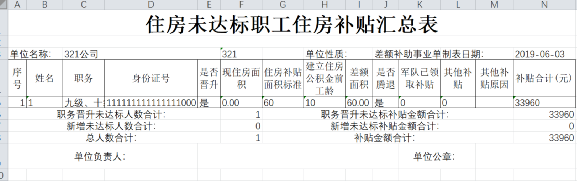 A B C D E F G H I J K L M N
住房未达标职工住房补贴汇总表
单位名称: 321公司 321 单位性质: 差额补助事业单制表日期: 2019-06-03
序号 姓名 职务 身份证号 是否晋升 现住房面积 住房补贴面积标准 建立住房公积金前工龄 差额面积 是否腾退 军队已领取补贴 其他补贴 其他补贴原因 补贴合计(元)
1 1 九级、十 111111111111111000 是 0.00 60 10 60.00 是 0 0 33960
职务晋升未达标人数合计: 1 职务晋升未达标补贴金额合计: 33960
新增未达标人数合计: 0 新增未达标补贴金额合计: 0
总人数合计: 1 补贴金额合计: 33960
单位负责人: 单位公章: